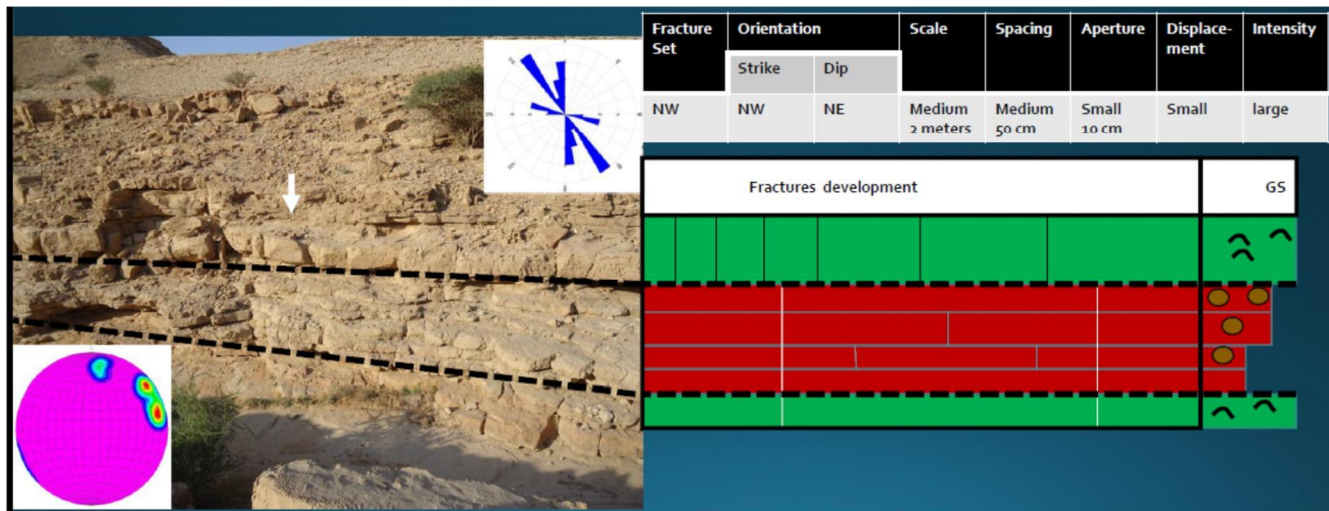 Fracture Set
Orientation
Scale
Spacing
Aperture
Displace-
ment
Intensity
Strike
Dip
NW
NW
NE
Medium
2 meters
Medium
50 cm
Small
10 cm
Small
large
Fractures development
GS